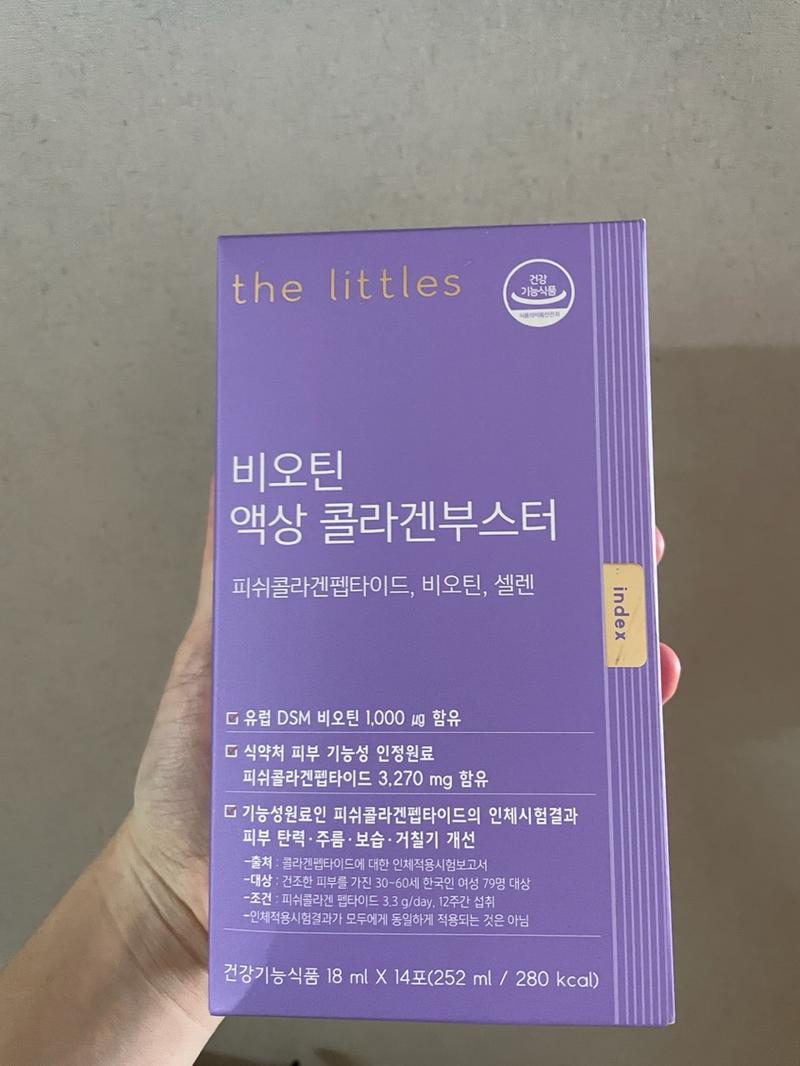 the littles
건강
기능식품
식품의약품안전처
비오틴
액상 콜라겐부스터
피쉬콜라겐펩타이드, 비오틴, 셀렌
index
유럽 DSM 비오틴 1,000 ㎍ 함유
식약처 피부 기능성 인정원료
피쉬콜라겐펩타이드 3,270 mg 함유
기능성원료인 피쉬콜라겐펩타이드의 인체시험결과
피부 탄력·주름·보습·거칠기 개선
-출처 : 콜라겐펩타이드에 대한 인체적용시험보고서
-대상 : 건조한 피부를 가진 30-60세 한국인 여성 79명 대상
-조건 : 피쉬콜라겐 펩타이드 3.3 g/day, 12주간 섭취
-인체적용시험결과가 모두에게 동일하게 적용되는 것은 아님
건강기능식품 18 ml X 14포(252 ml / 280 kcal)